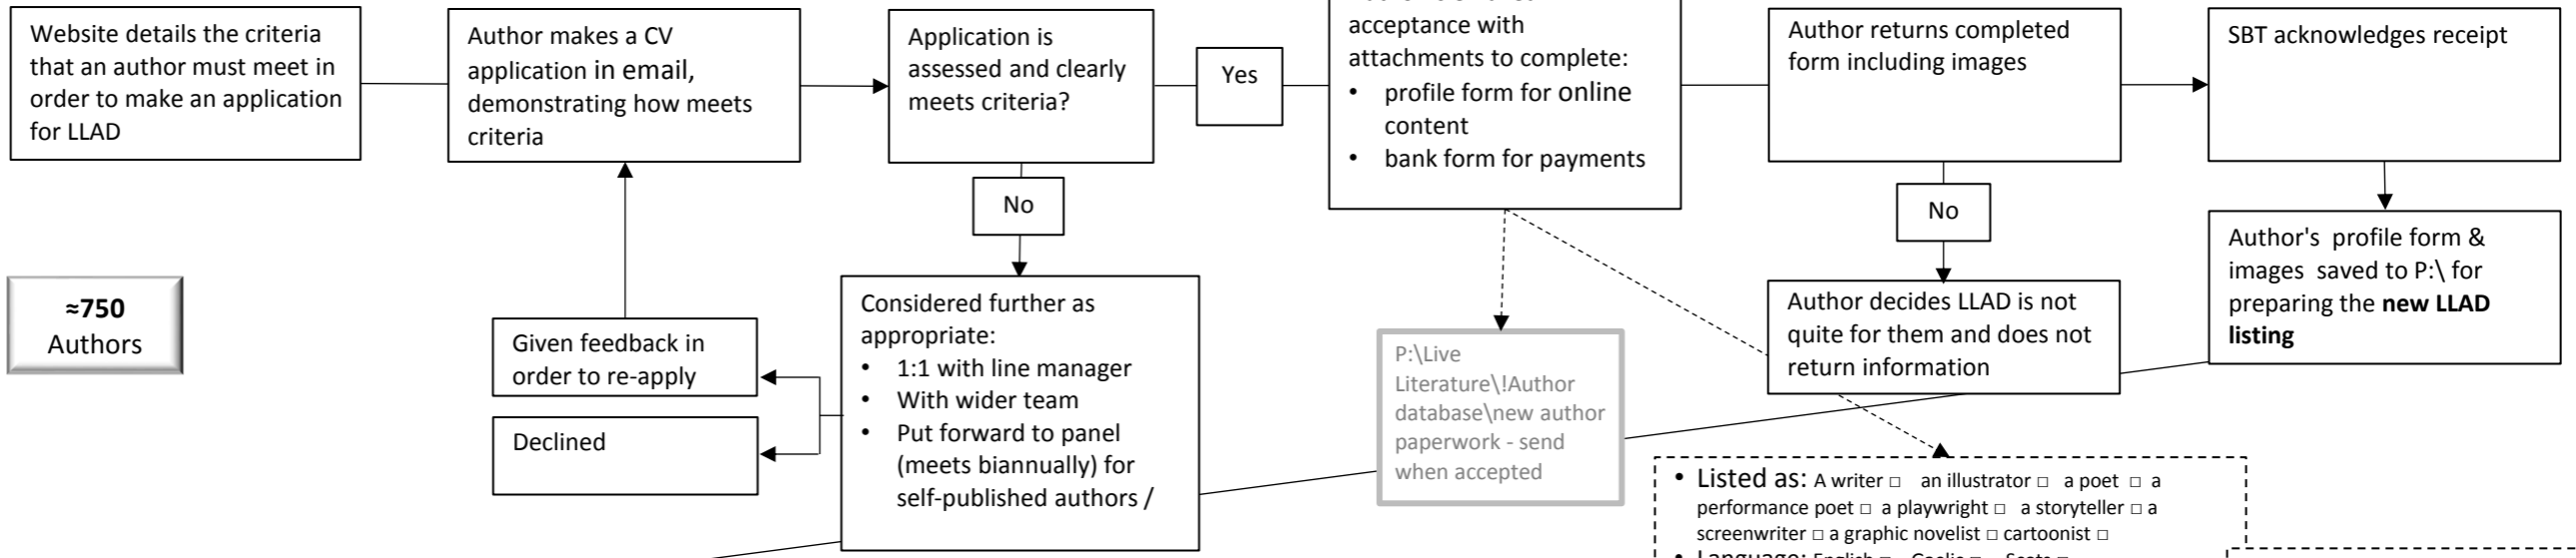 Website details the criteria
that an author must meet in
order to make an application
for LLAD
Author makes a CV
application in email,
demonstrating how meets
criteria
Application is
assessed and clearly
meets criteria?
Yes
acceptance with
attachments to complete:
• profile form for online
content
• bank form for payments
Author returns completed
form including images
SBT acknowledges receipt
No
No
Author's profile form &
images saved to P:\ for
preparing the new LLAD
listing
≈750
Authors
Given feedback in
order to re-apply
Declined
Considered further as
appropriate:
• 1:1 with line manager
• With wider team
• Put forward to panel
(meets biannually) for
self-published authors /
P:\Live
Literature\!Author
database\new author
paperwork - send
when accepted
Author decides LLAD is not
quite for them and does not
return information
• Listed as: A writer □ an illustrator □ a poet □ a
performance poet □ a playwright □ a storyteller □ a
screenwriter □ a graphic novelist □ cartoonist □
• Language: English □ Gaelic □ Scots □